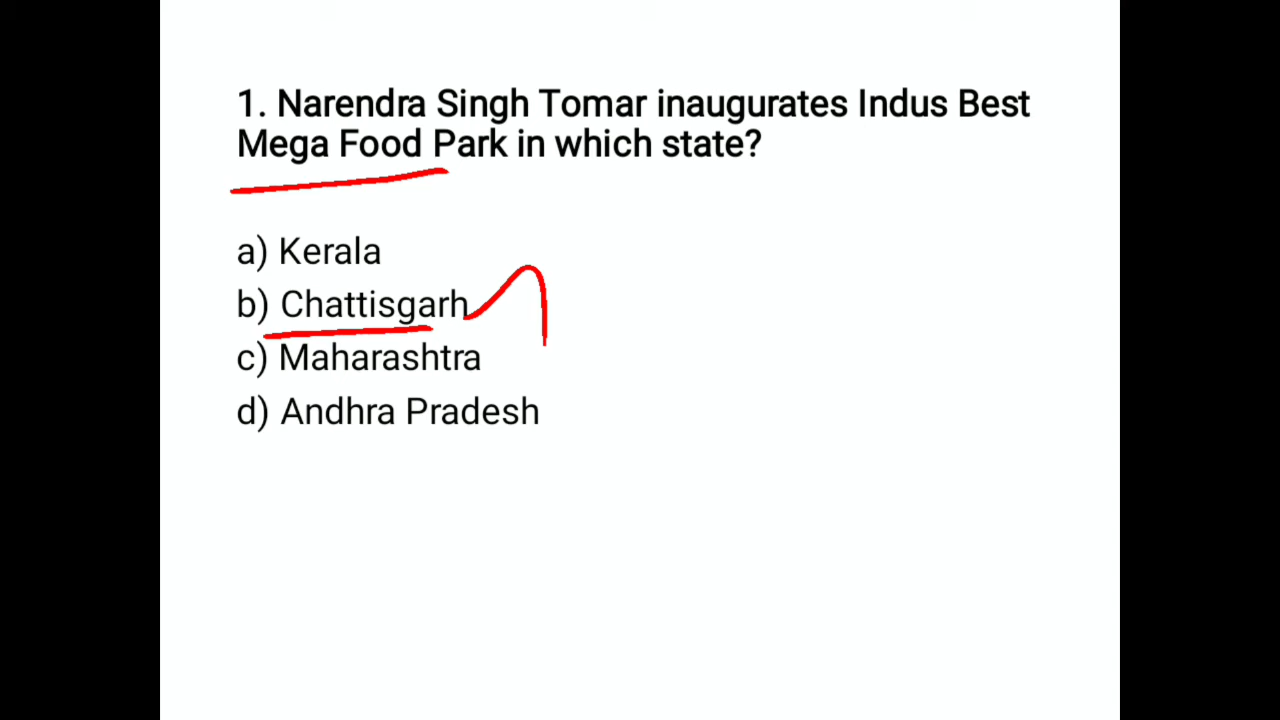 1. Narendra Singh Tomar inaugurates Indus Best
Mega Food Park in which state?
a) Kerala
b) Chattisgarh
c) Maharashtra
d) Andhra Pradesh